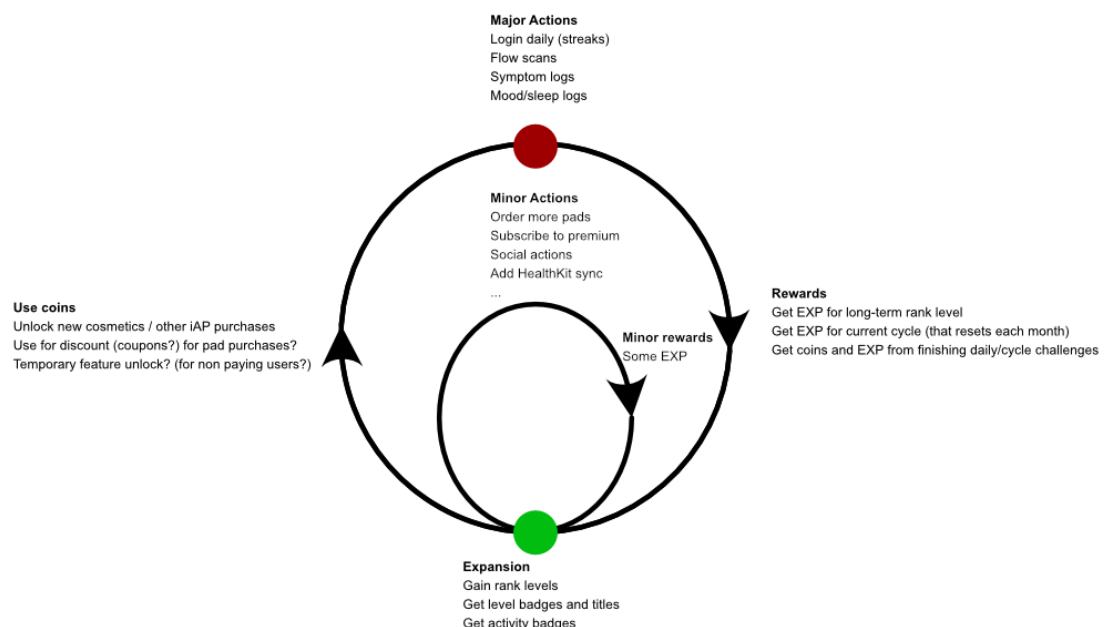 Major Actions
Login daily (streaks)
Flow scans
Symptom logs
Mood/sleep logs
Minor Actions
Order more pads
Subscribe to premium
Social actions
Add HealthKit sync
...
Use coins
Unlock new cosmetics / other iAP purchases
Use for discount (coupons?) for pad purchases?
Temporary feature unlock? (for non paying users?)
Minor rewards
Some EXP
Rewards
Get EXP for long-term rank level
Get EXP for current cycle (that resets each month)
Get coins and EXP from finishing daily/cycle challenges
Expansion
Gain rank levels
Get level badges and titles
Get activity badges